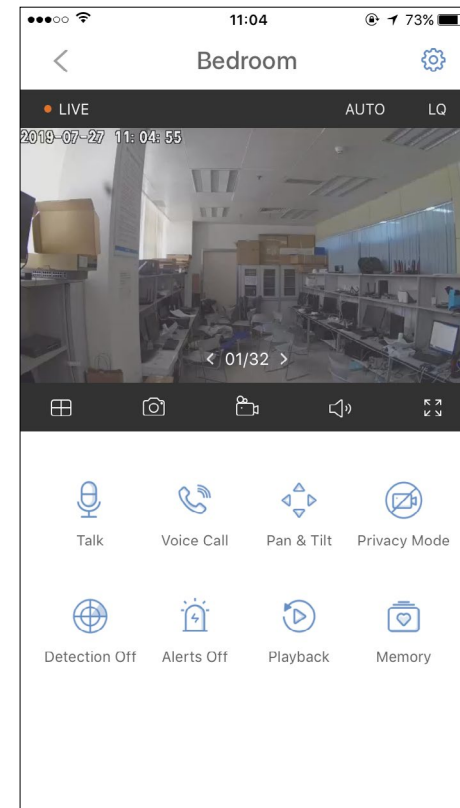 11:04 73%
Bedroom
LIVE AUTO LQ
2019-07-27 11:04:55
< 01/32 >
Talk Voice Call Pan & Tilt Privacy Mode
Detection Off Alerts Off Playback Memory